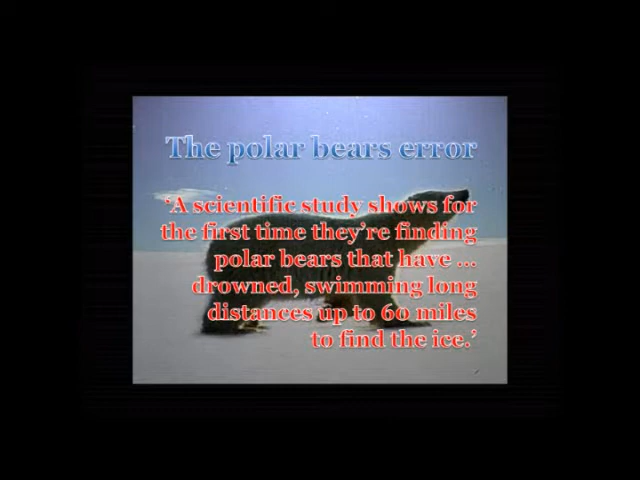 The polar bears error
‘A scientific study shows for
the first time they’re finding
polar bears that have ...
drowned, swimming long
distances up to 60 miles
to find the ice.’